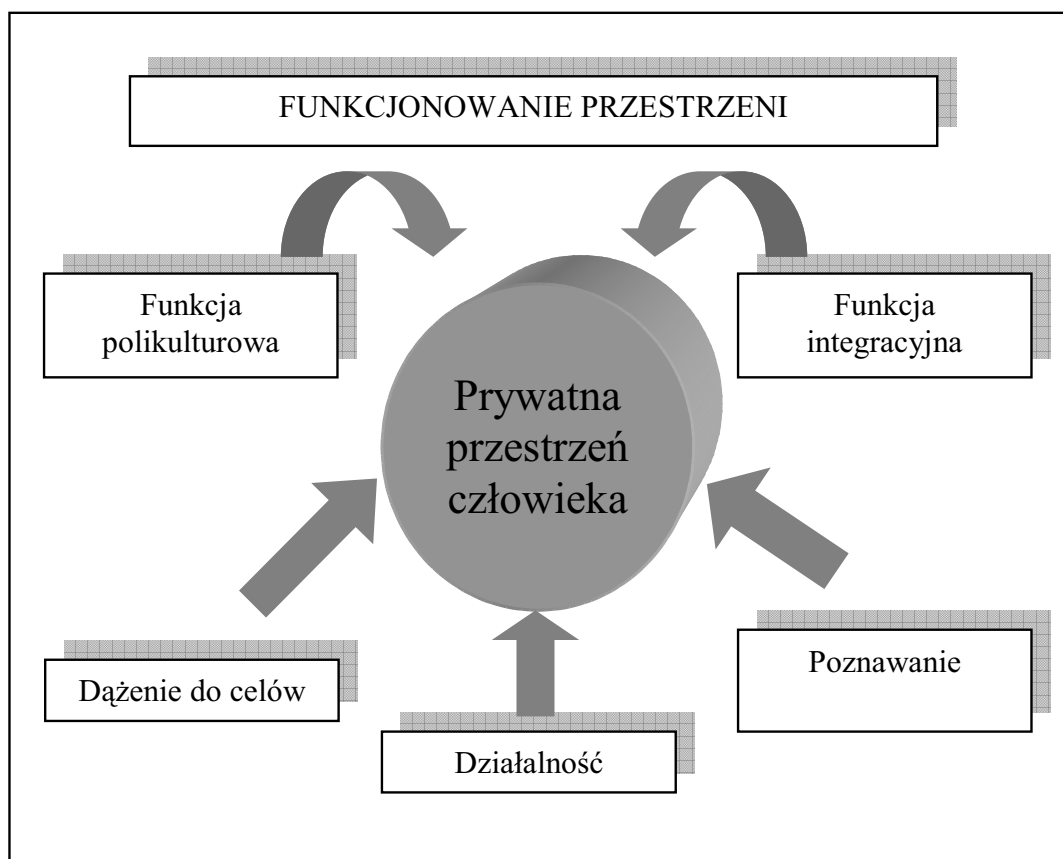 FUNKCJONOWANIE PRZESTRZENI
Funkcja
polikulturowa
Funkcja
integracyjna
Prywatna
przestrzeń
człowieka
Dążenie do celów
Działalność
Poznawanie